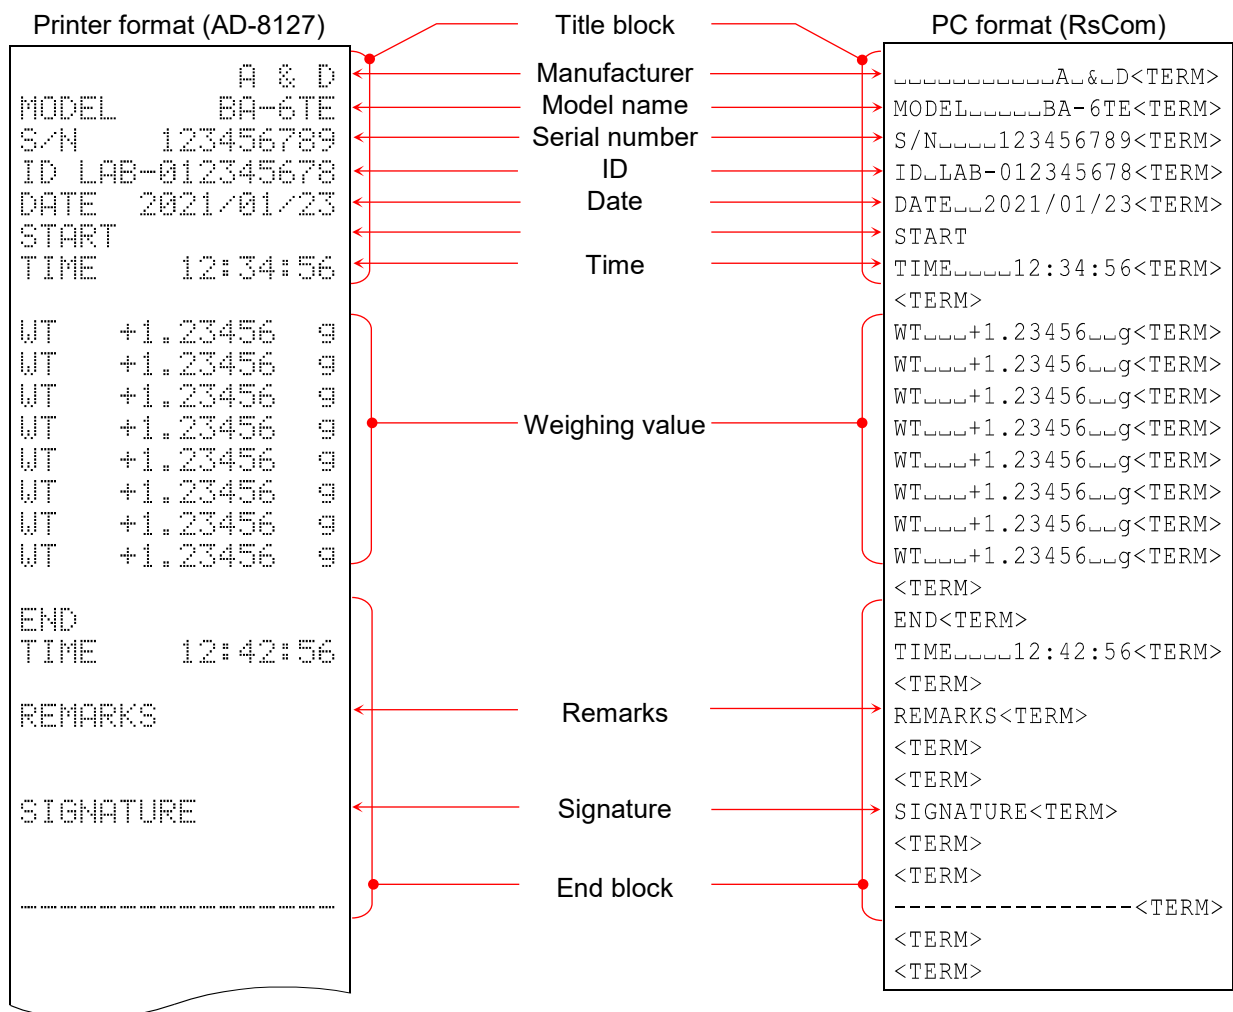 Printer format (AD-8127)
A & D
MODEL BA-6TE
S/N 123456789
ID LAB-012345678
DATE 2021/01/23
START
TIME 12:34:56
WT +1.23456 g
WT +1.23456 g
WT +1.23456 g
WT +1.23456 g
WT +1.23456 g
WT +1.23456 g
WT +1.23456 g
WT +1.23456 g
END
TIME 12:42:56
REMARKS
SIGNATURE
----------------
Title block
Manufacturer
Model name
Serial number
ID
Date
Time
Weighing value
Remarks
Signature
End block
PC format (RsCom)
␣␣␣␣␣␣␣␣␣␣␣A␣&␣D<TERM>
MODEL␣␣␣␣␣BA-6TE<TERM>
S/N␣␣␣␣123456789<TERM>
ID␣LAB-012345678<TERM>
DATE␣␣2021/01/23<TERM>
START
TIME␣␣␣␣12:34:56<TERM>
<TERM>
WT␣␣␣+1.23456␣␣g<TERM>
WT␣␣␣+1.23456␣␣g<TERM>
WT␣␣␣+1.23456␣␣g<TERM>
WT␣␣␣+1.23456␣␣g<TERM>
WT␣␣␣+1.23456␣␣g<TERM>
WT␣␣␣+1.23456␣␣g<TERM>
WT␣␣␣+1.23456␣␣g<TERM>
WT␣␣␣+1.23456␣␣g<TERM>
<TERM>
END<TERM>
TIME␣␣␣␣12:42:56<TERM>
<TERM>
REMARKS<TERM>
<TERM>
<TERM>
SIGNATURE<TERM>
<TERM>
<TERM>
----------------<TERM>
<TERM>
<TERM>